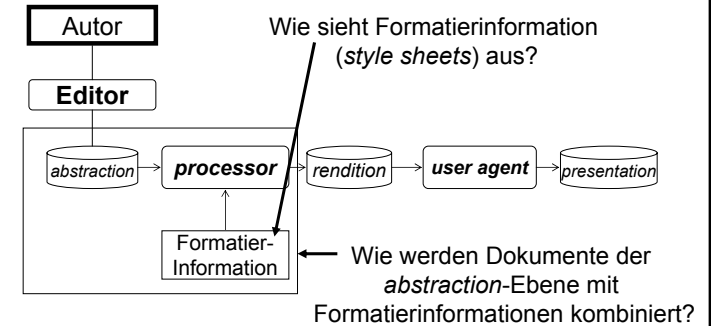 Autor
Wie sieht Formatierinformation
(style sheets) aus?
Editor
abstraction
processor
rendition
user agent
presentation
Formatier-
Information
Wie werden Dokumente der
abstraction-Ebene mit
Formatierinformationen kombiniert?